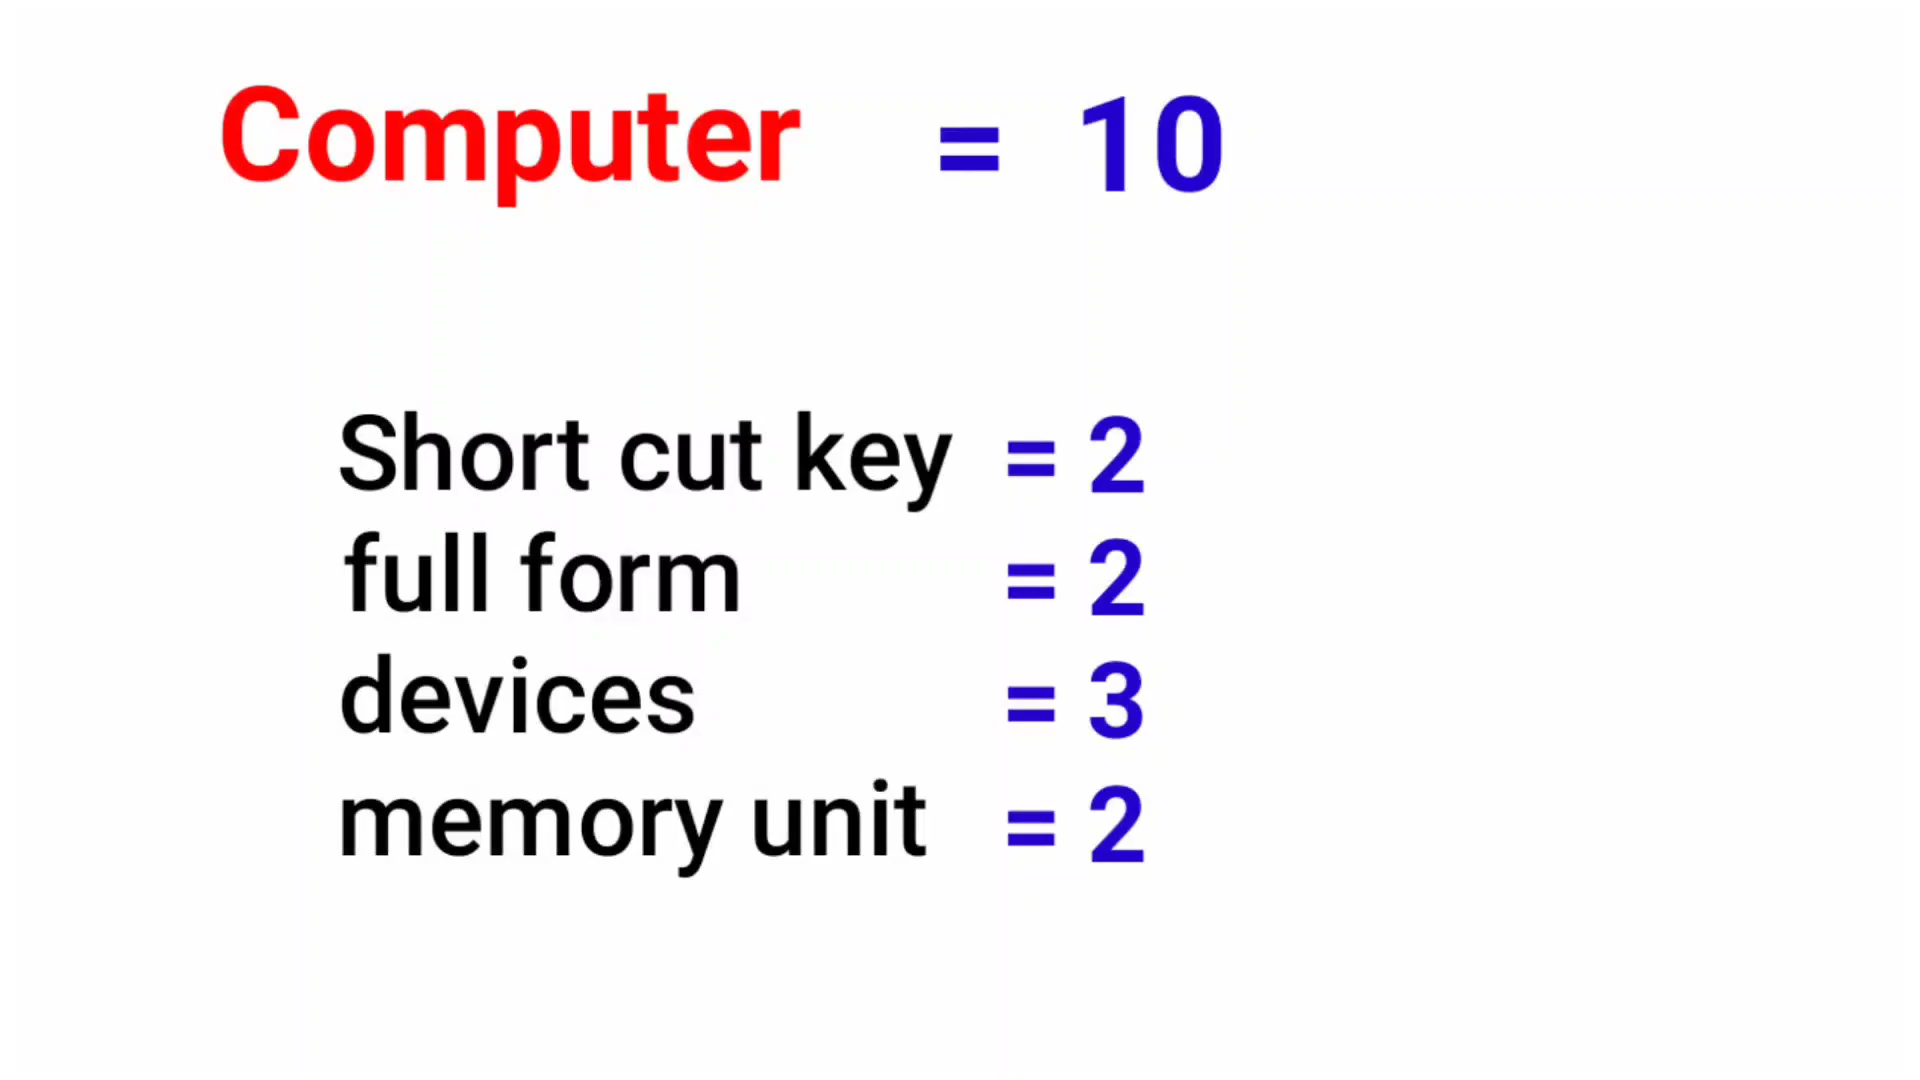 Computer = 10
Short cut key = 2
full form = 2
devices = 3
memory unit = 2